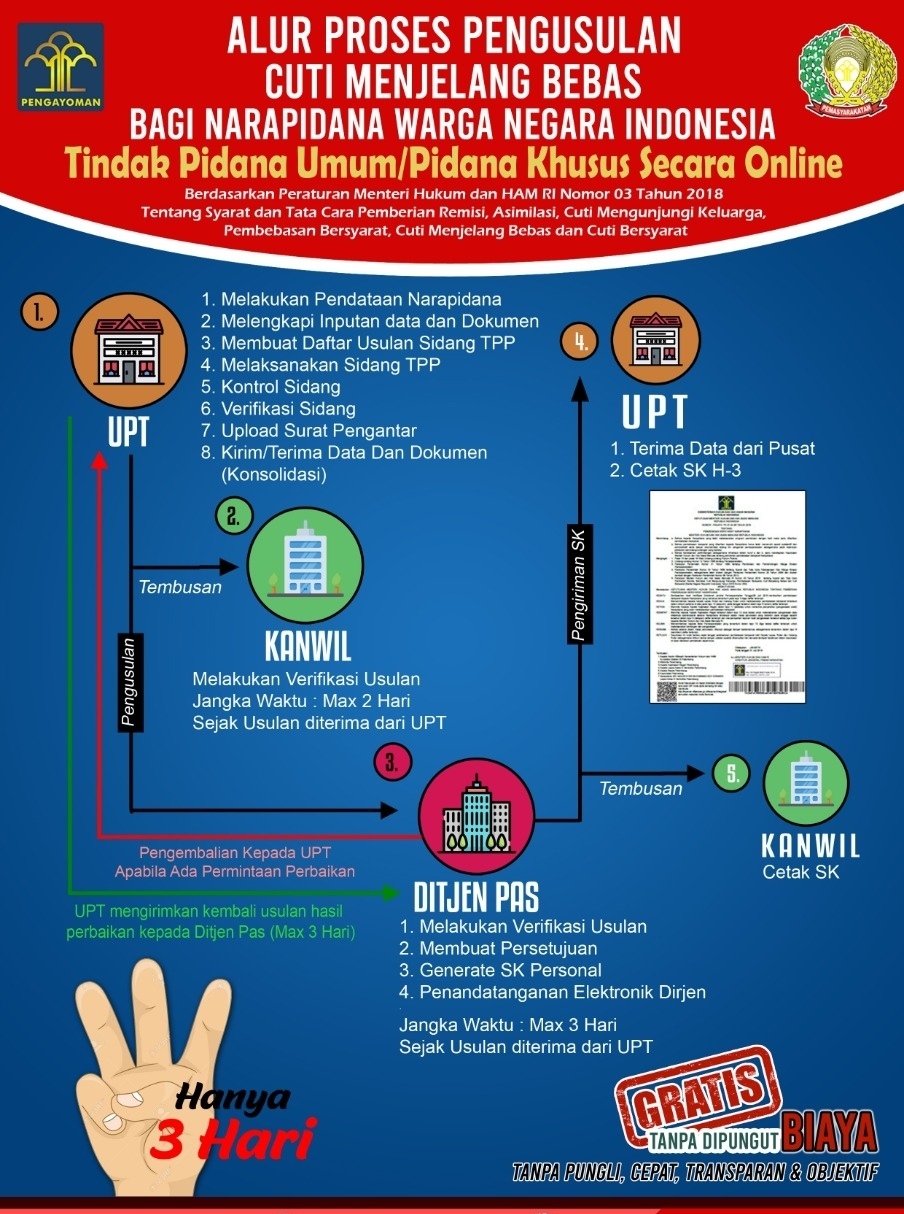 PENGAYOMAN
PEMASYARAKATAN
ALUR PROSES PENGUSULAN
CUTI MENJELANG BEBAS
BAGI NARAPIDANA WARGA NEGARA INDONESIA
Tindak Pidana Umum/Pidana Khusus Secara Online
Berdasarkan Peraturan Menteri Hukum dan HAM RI Nomor 03 Tahun 2018
Tentang Syarat dan Tata Cara Pemberian Remisi, Asimilasi, Cuti Mengunjungi Keluarga,
Pembebasan Bersyarat, Cuti Menjelang Bebas dan Cuti Bersyarat
1.
UPT
1. Melakukan Pendataan Narapidana
2. Melengkapi Inputan data dan Dokumen
3. Membuat Daftar Usulan Sidang TPP
4. Melaksanakan Sidang TPP
5. Kontrol Sidang
6. Verifikasi Sidang
7. Upload Surat Pengantar
8. Kirim/Terima Data Dan Dokumen
(Konsolidasi)
4.
UPT
1. Terima Data dari Pusat
2. Cetak SK H-3
2.
Tembusan
KANWIL
Melakukan Verifikasi Usulan
Jangka Waktu : Max 2 Hari
Sejak Usulan diterima dari UPT
Pengusulan
Pengiriman SK
3.
Tembusan
5.
KANWIL
Cetak SK
Pengembalian Kepada UPT
Apabila Ada Permintaan Perbaikan
UPT mengirimkan kembali usulan hasil
perbaikan kepada Ditjen Pas (Max 3 Hari)
DITJEN PAS
1. Melakukan Verifikasi Usulan
2. Membuat Persetujuan
3. Generate SK Personal
4. Penandatanganan Elektronik Dirjen
Jangka Waktu : Max 3 Hari
Sejak Usulan diterima dari UPT
Hanya
3 Hari
GRATIS
TANPA DIPUNGUT BIAYA
TANPA PUNGLI, CEPAT, TRANSPARAN & OBJEKTIF